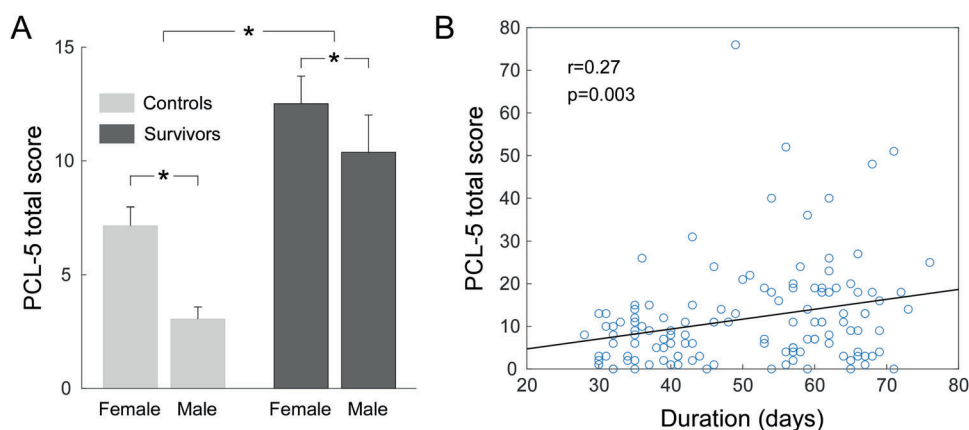 A
*
*
*
Controls
Survivors
PCL-5 total score
15
10
5
0
Female Male Female Male
B
r=0.27
p=0.003
PCL-5 total score
80
70
60
50
40
30
20
10
0
20 30 40 50 60 70 80
Duration (days)